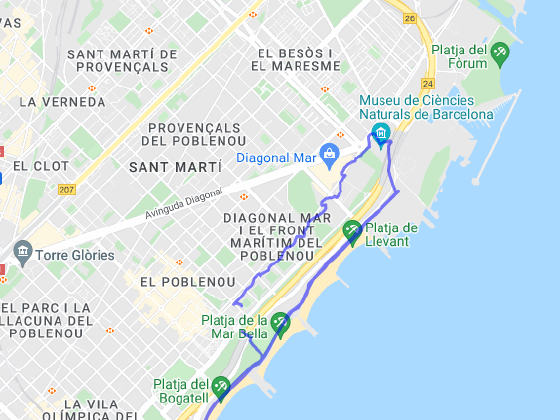 26
VAS
SANT MARTÍ DE
PROVENÇALS
EL BESÒS I
EL MARESME
Platja del
Fòrum
24
LA VERNEDA
Museu de Ciències
Naturals de Barcelona
PROVENÇALS
DEL POBLENOU
Diagonal Mar
EL CLOT
SANT MARTÍ
207
Avinguda Diagonal
DIAGONAL MAR
I EL FRONT
MARÍTIM DEL
POBLENOU
Platja de
Llevant
Torre Glòries
EL POBLENOU
EL PARC I LA
LLACUNA DEL
POBLENOU
Platja de la
Mar Bella
Platja del
Bogatell
LA VILA
OLÍMPICA DEL